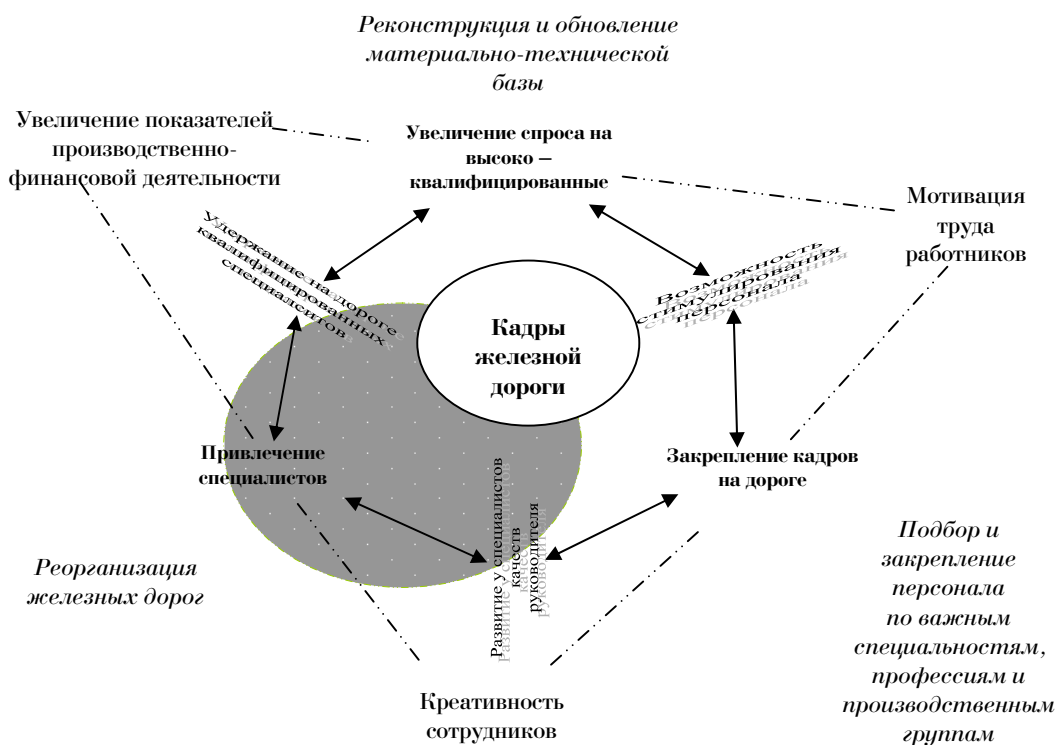 Реконструкция и обновление
материально-технической
базы
Увеличение показателей
производственно-
финансовой деятельности
Увеличение спроса на
высоко –
квалифицированные
Мотивация
труда
работников
Удержание на дороге
квалифицированных
специалситов
Возможность
стимулирования
персонала
Кадры
железной
дороги
Привлечение
специалистов
Закрепление кадров
на дороге
Развитие у специалистов
качеств
руководителя
Реорганизация
железных дорог
Подбор и
закрепление
персонала
по важным
специальностям,
профессиям и
производственным
группам
Креативность
сотрудников